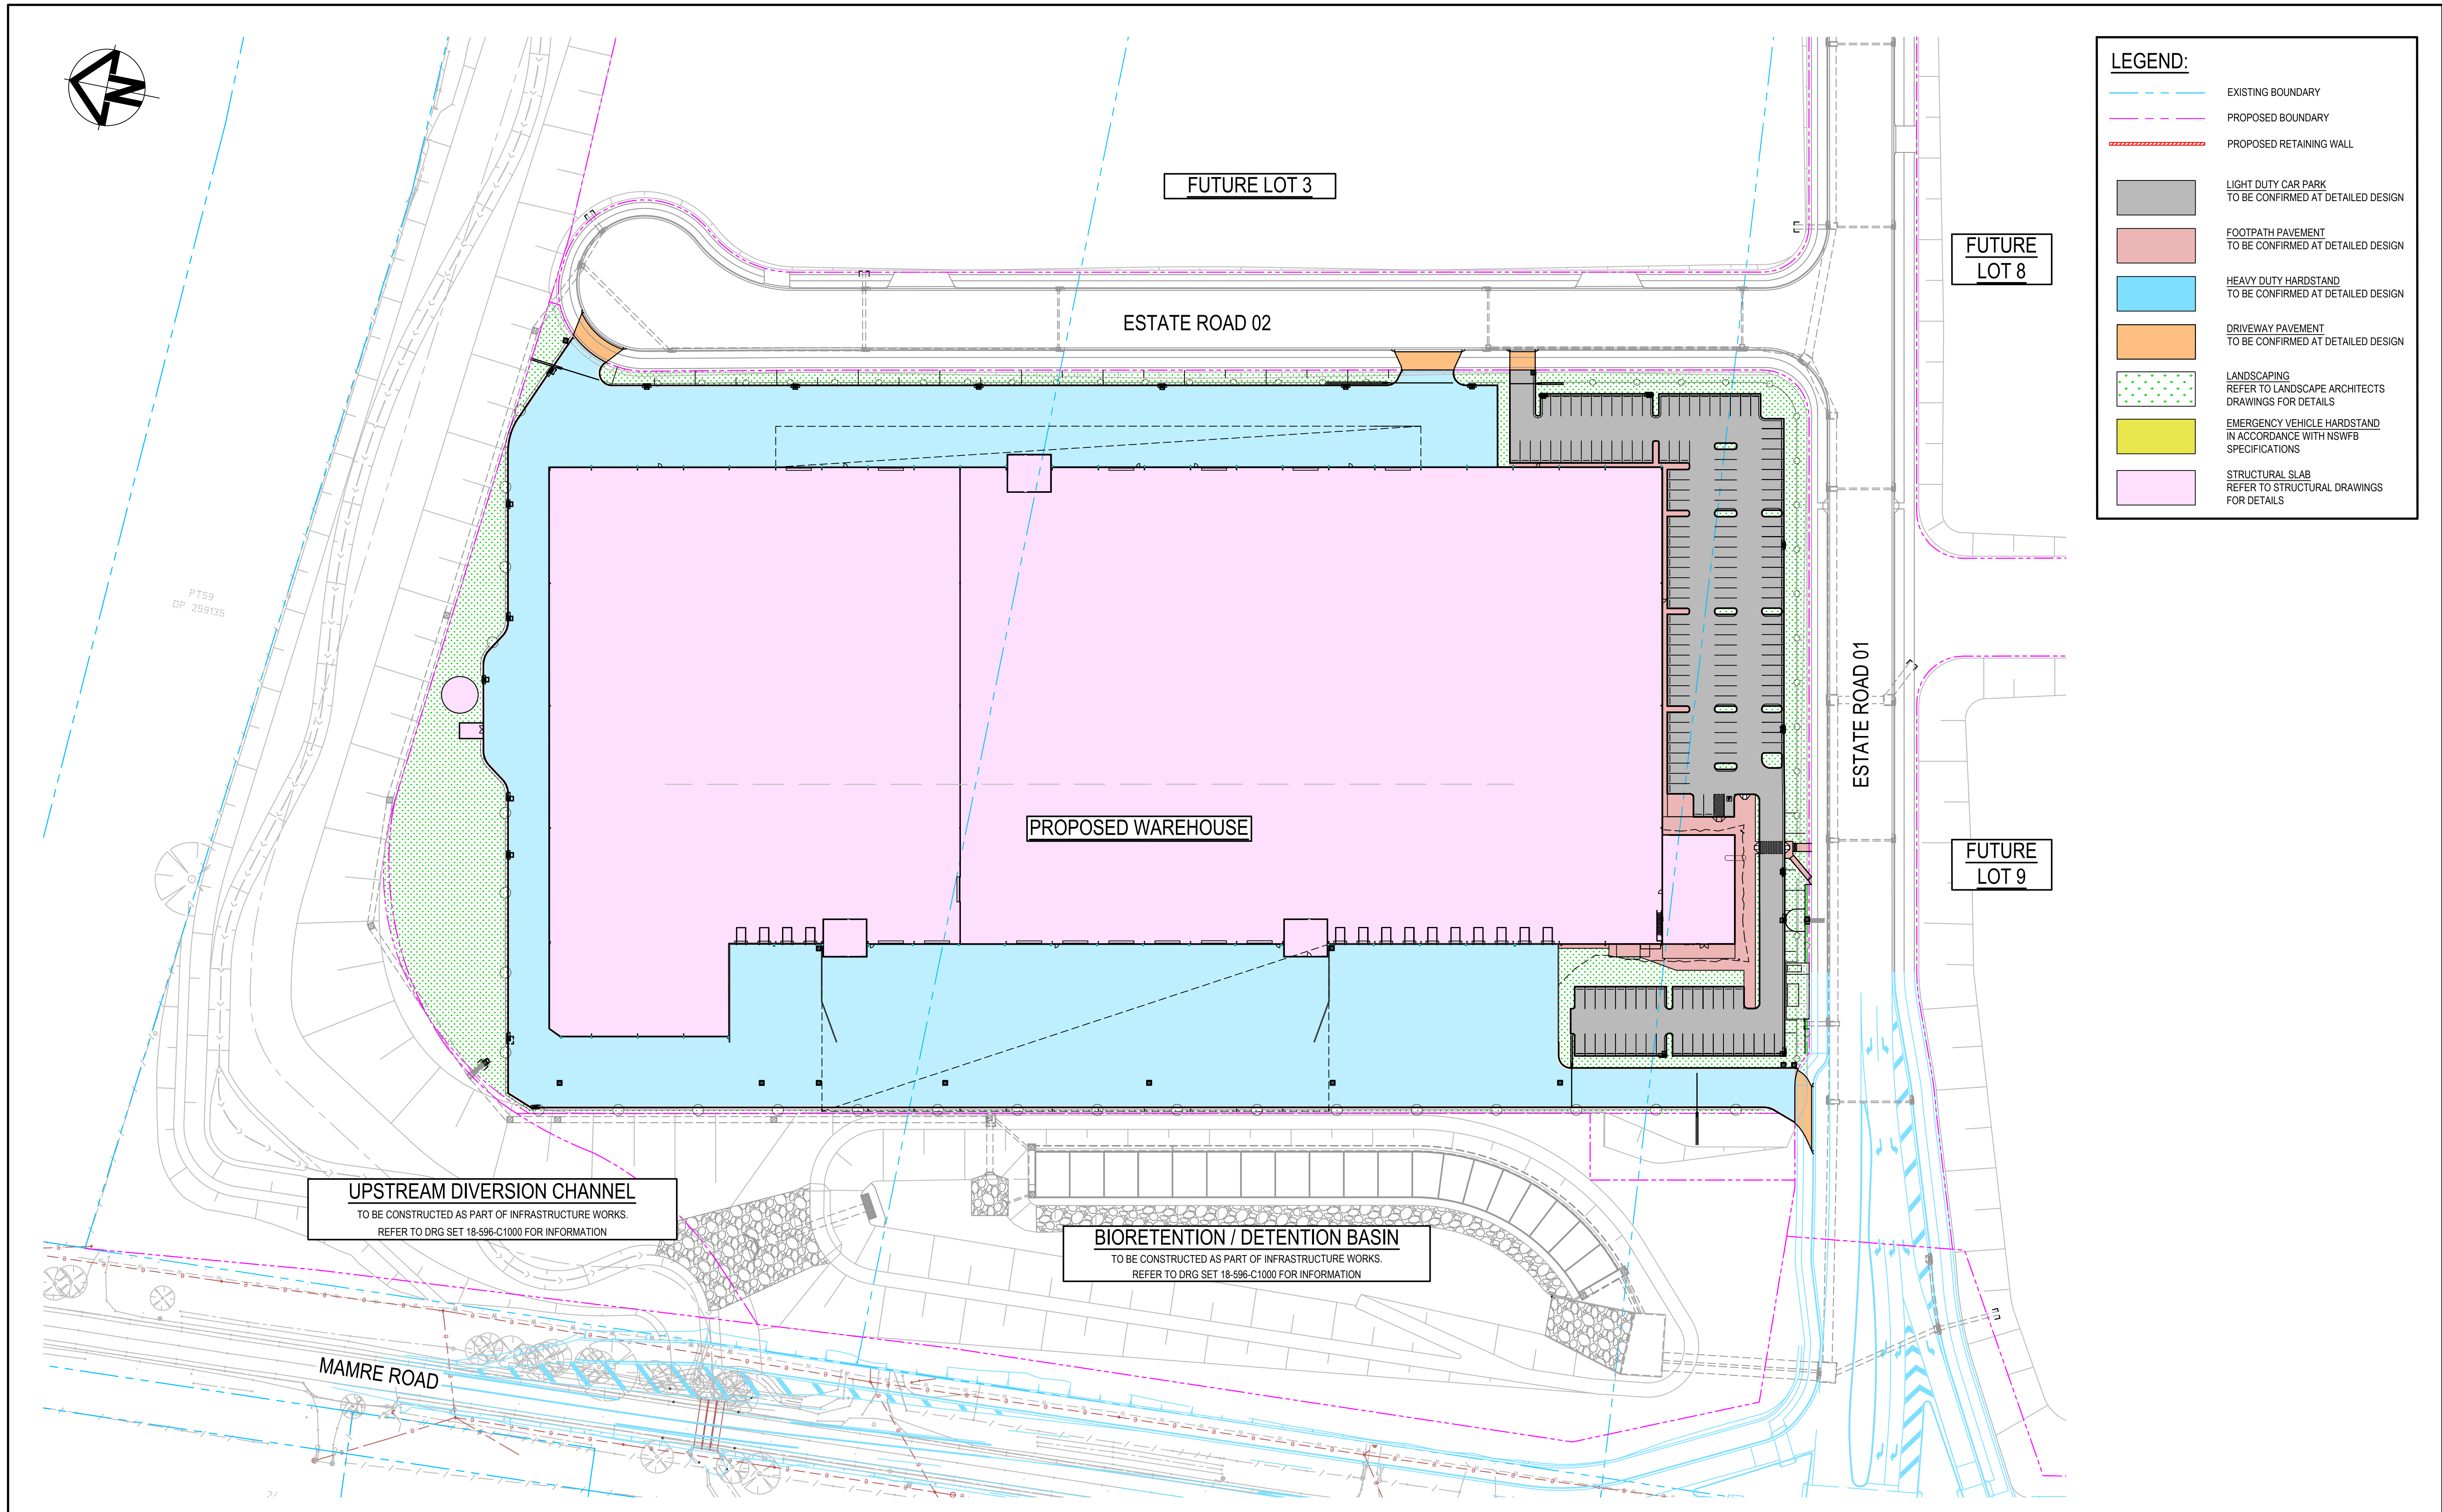 N
FUTURE LOT 3
ESTATE ROAD 02
FUTURE
LOT 8
PT59
DP 259135
ESTATE ROAD 01
PROPOSED WAREHOUSE
FUTURE
LOT 9
UPSTREAM DIVERSION CHANNEL
TO BE CONSTRUCTED AS PART OF INFRASTRUCTURE WORKS.
REFER TO DRG SET 18-596-C1000 FOR INFORMATION
BIORETENTION / DETENTION BASIN
TO BE CONSTRUCTED AS PART OF INFRASTRUCTURE WORKS.
REFER TO DRG SET 18-596-C1000 FOR INFORMATION
MAMRE ROAD
LEGEND:
EXISTING BOUNDARY
PROPOSED BOUNDARY
PROPOSED RETAINING WALL
LIGHT DUTY CAR PARK
TO BE CONFIRMED AT DETAILED DESIGN
FOOTPATH PAVEMENT
TO BE CONFIRMED AT DETAILED DESIGN
HEAVY DUTY HARDSTAND
TO BE CONFIRMED AT DETAILED DESIGN
DRIVEWAY PAVEMENT
TO BE CONFIRMED AT DETAILED DESIGN
LANDSCAPING
REFER TO LANDSCAPE ARCHITECTS
DRAWINGS FOR DETAILS
EMERGENCY VEHICLE HARDSTAND
IN ACCORDANCE WITH NSWFB
SPECIFICATIONS
STRUCTURAL SLAB
REFER TO STRUCTURAL DRAWINGS
FOR DETAILS